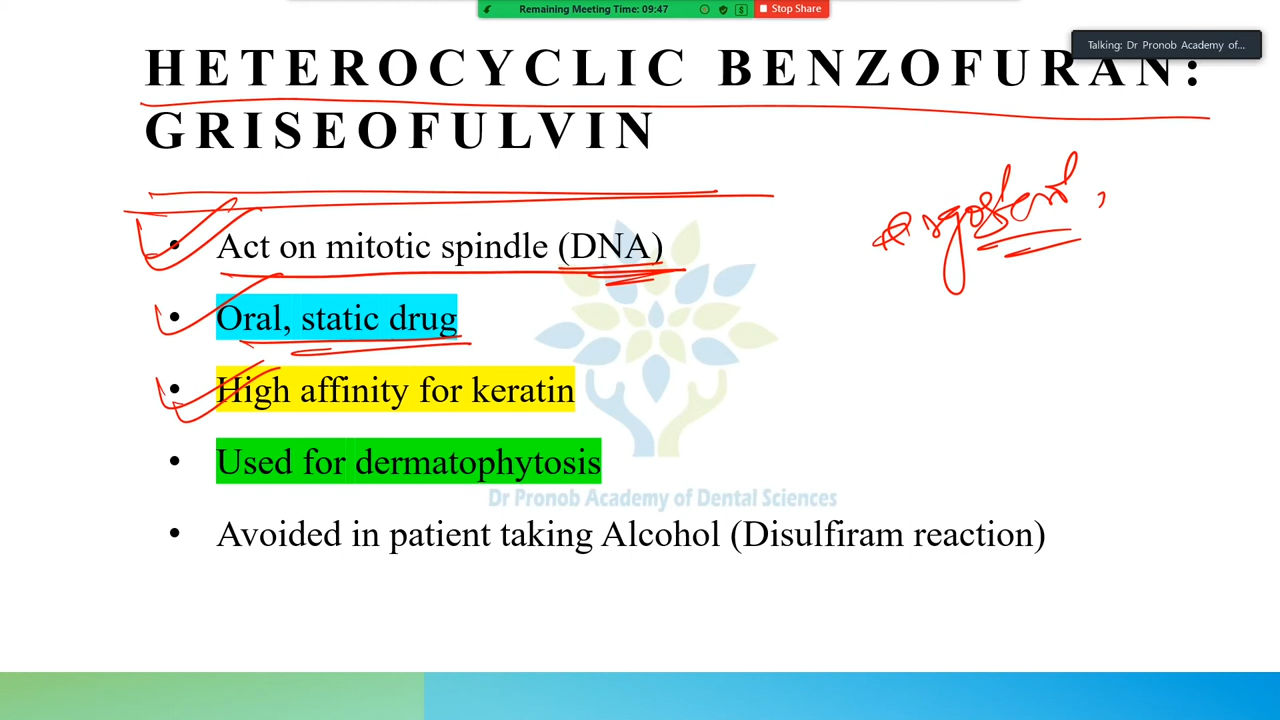 Remaining Meeting Time: 09:47
Stop Share
Talking: Dr Pronob Academy of...
HETEROCYCLIC BENZOFURAN:
GRISEOFULVIN
• Act on mitotic spindle (DNA)
• Oral, static drug
• High affinity for keratin
• Used for dermatophytosis
Dr Pronob Academy of Dental Sciences
• Avoided in patient taking Alcohol (Disulfiram reaction)